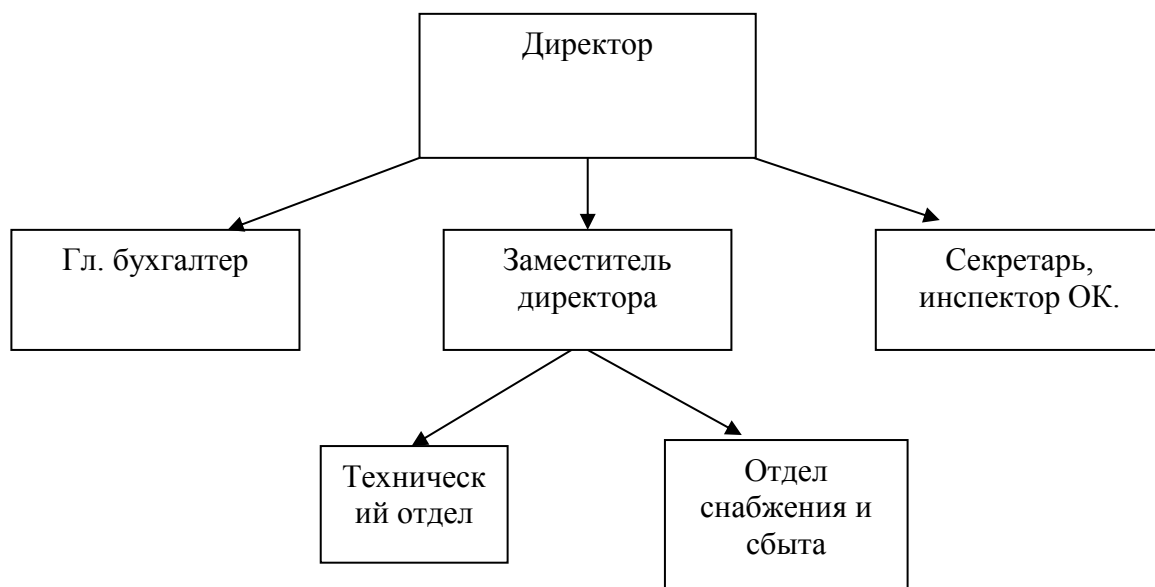 Директор
Гл. бухгалтер
Заместитель
директора
Секретарь,
инспектор ОК.
Техническ
ий отдел
Отдел
снабжения и
сбыта